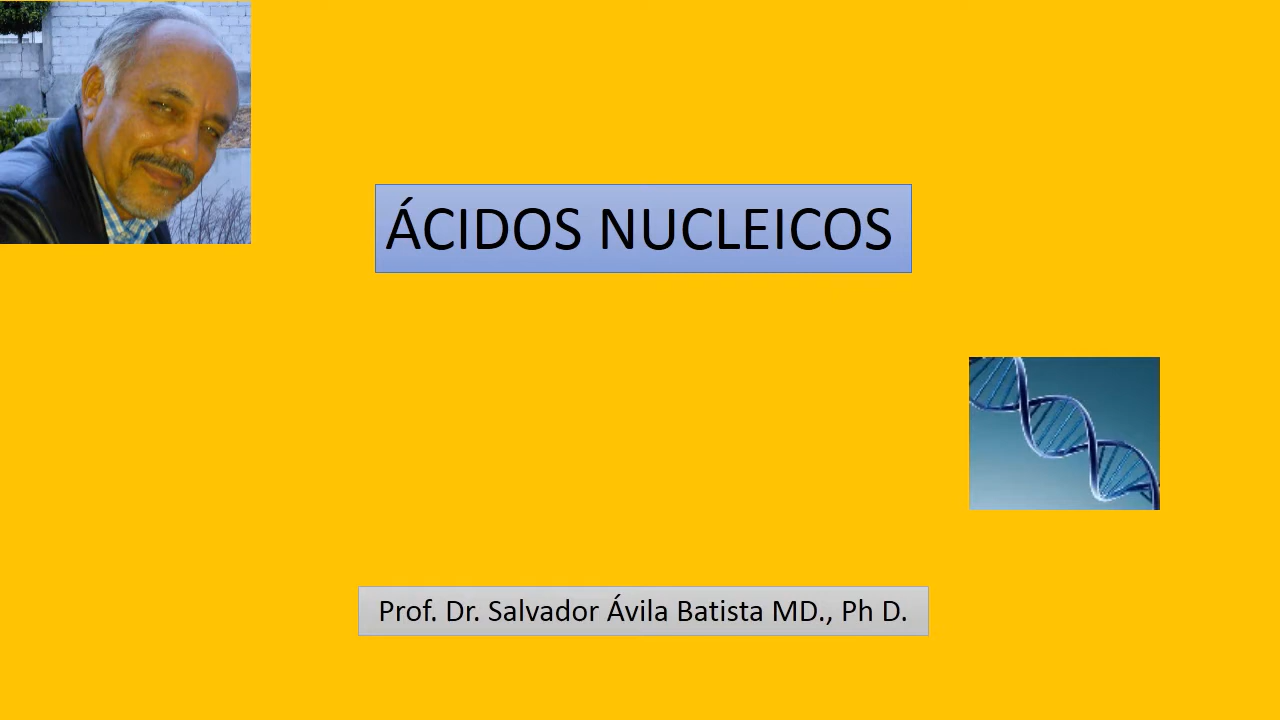 ÁCIDOS NUCLEICOS
Prof. Dr. Salvador Ávila Batista MD., Ph D.